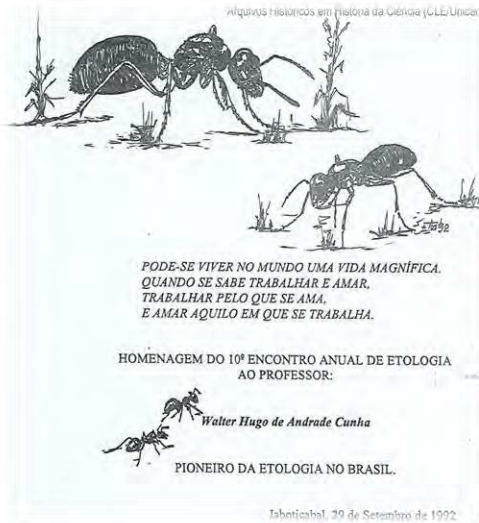 Arquivos Históricos em História da Ciência (CLE/Unicam
PODE-SE VIVER NO MUNDO UMA VIDA MAGNÍFICA.
QUANDO SE SABE TRABALHAR E AMAR,
TRABALHAR PELO QUE SE AMA,
E AMAR AQUILO EM QUE SE TRABALHA.
HOMENAGEM DO 10º ENCONTRO ANUAL DE ETOLOGIA
AO PROFESSOR:
Walter Hugo de Andrade Cunha
PIONEIRO DA ETOLOGIA NO BRASIL.
Jaboticabal, 29 de Setembro de 1992